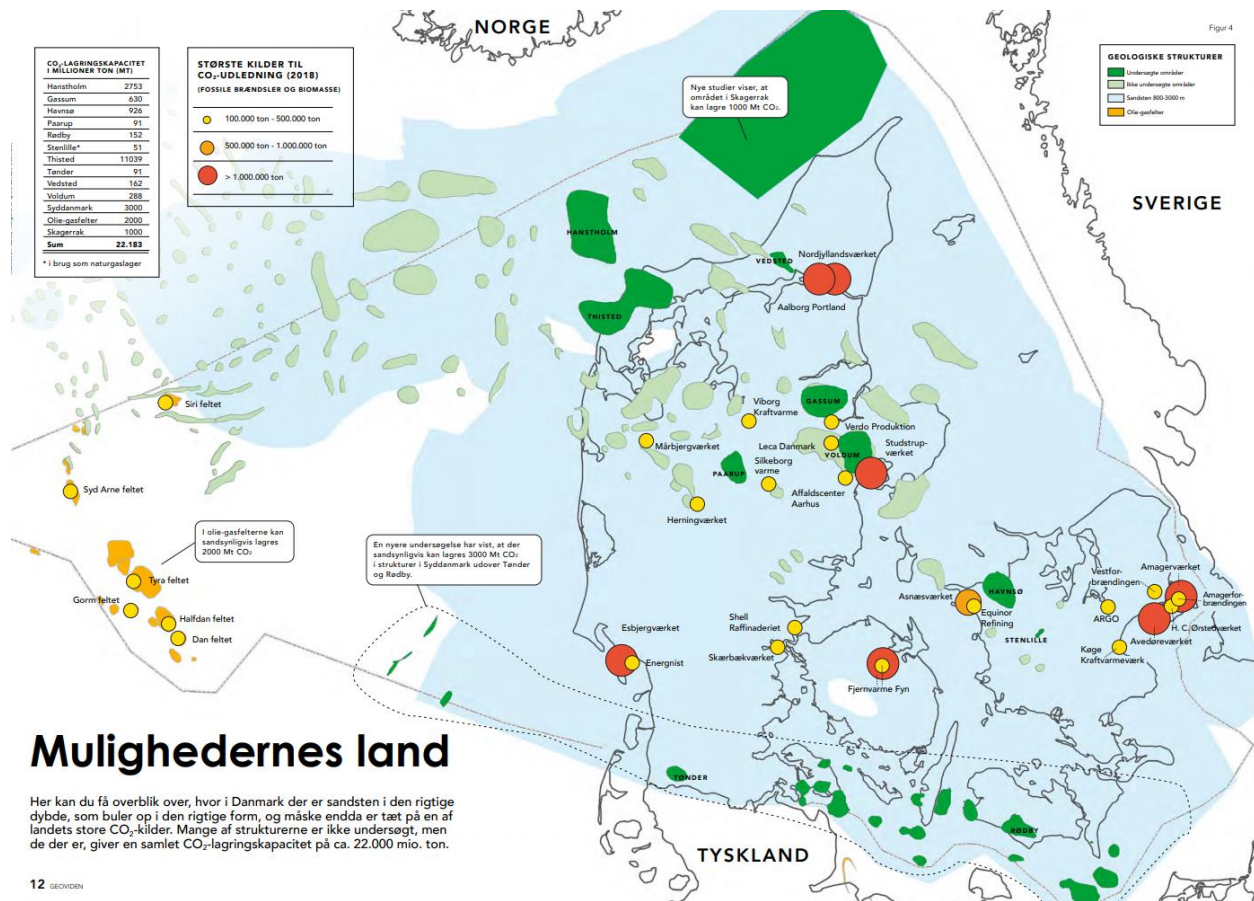 NORGE
Figur 4
CO₂-LAGRINGSKAPACITET
I MILLIONER TON (MT)
Hanstholm 2753
Gassum 630
Havnsø 926
Paarup 91
Rødby 152
Stenlille* 51
Thisted 11039
Tønder 91
Vedsted 162
Voldum 288
Syddanmark 3000
Olie-gasfelter 2000
Skagerrak 1000
Sum 22.183
* i brug som naturgaslager
STØRSTE KILDER TIL
CO₂-UDLEDNING (2018)
(FOSSILE BRÆNDSLER OG BIOMASSE)
100.000 ton - 500.000 ton
500.000 ton - 1.000.000 ton
> 1.000.000 ton
Nye studier viser, at
området i Skagerrak
kan lagre 1000 Mt CO₂.
GEOLOGISKE STRUKTURER
Undersøgte områder
Ikke undersøgte områder
Sandsten 800-3000 m
Olie-gasfelter
SVERIGE
HANSTHOLM
VEDSTED
Nordjyllandsværket
THISTED
Aalborg Portland
Siri feltet
Viborg
Kraftvarme
GASSUM
Verdo Produktion
Mårbjergværket
Leca Danmark
VOLDUM
Studstrup-
værket
PAARUP
Silkeborg
varme
Syd Arne feltet
Affaldscenter
Aarhus
Herningværket
I olie-gasfelterne kan
sandsynligvis lagres
2000 Mt CO₂
En nyere undersøgelse har vist, at der
sandsynligvis kan lagres 3000 Mt CO₂
i strukturer i Syddanmark udover Tønder
og Rødby.
Tyra feltet
Gorm feltet
Halfdan feltet
Dan feltet
Asnæsværket
HAVNSØ
Equinor
Refining
Vestfor-
brændingen
Amagerværket
Amagerfor-
brændingen
ARGO
H. C. Ørstedværket
Avedøreværket
STENLILLE
Køge
Kraftvarmeværk
Shell
Raffinaderiet
Skærbækværket
Esbjergværket
Energnist
Fjernvarme Fyn
TØNDER
RØDBY
TYSKLAND
Mulighedernes land
Her kan du få overblik over, hvor i Danmark der er sandsten i den rigtige
dybde, som buler op i den rigtige form, og måske endda er tæt på en af
landets store CO₂-kilder. Mange af strukturerne er ikke undersøgt, men
de der er, giver en samlet CO₂-lagringskapacitet på ca. 22.000 mio. ton.
12 GEOVIDEN